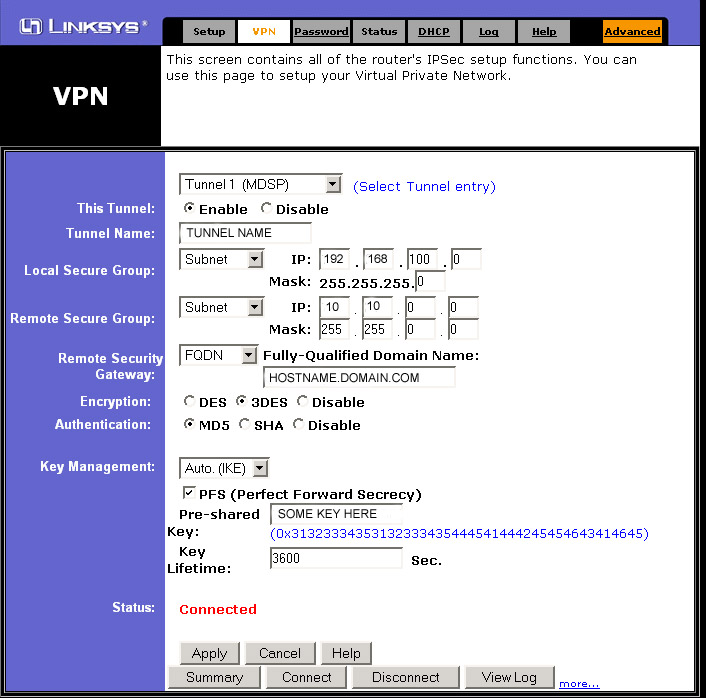 LINKSYS®
Setup VPN Password Status DHCP Log Help Advanced
VPN
This screen contains all of the router's IPSec setup functions. You can
use this page to setup your Virtual Private Network.
Tunnel 1 (MDSP) (Select Tunnel entry)
This Tunnel: Enable Disable
Tunnel Name: TUNNEL NAME
Local Secure Group: Subnet IP: 192 . 168 . 100 . 0
Mask: 255.255.255.0
Remote Secure Group: Subnet IP: 10 . 10 . 0 . 0
Mask: 255 . 255 . 0 . 0
Remote Security Gateway: FQDN Fully-Qualified Domain Name:
HOSTNAME.DOMAIN.COM
Encryption: DES 3DES Disable
Authentication: MD5 SHA Disable
Key Management: Auto. (IKE)
PFS (Perfect Forward Secrecy)
Pre-shared Key: SOME KEY HERE
(0x31323334353132333435444541444245454643414645)
Key Lifetime: 3600 Sec.
Status: Connected
Apply Cancel Help
Summary Connect Disconnect View Log more...